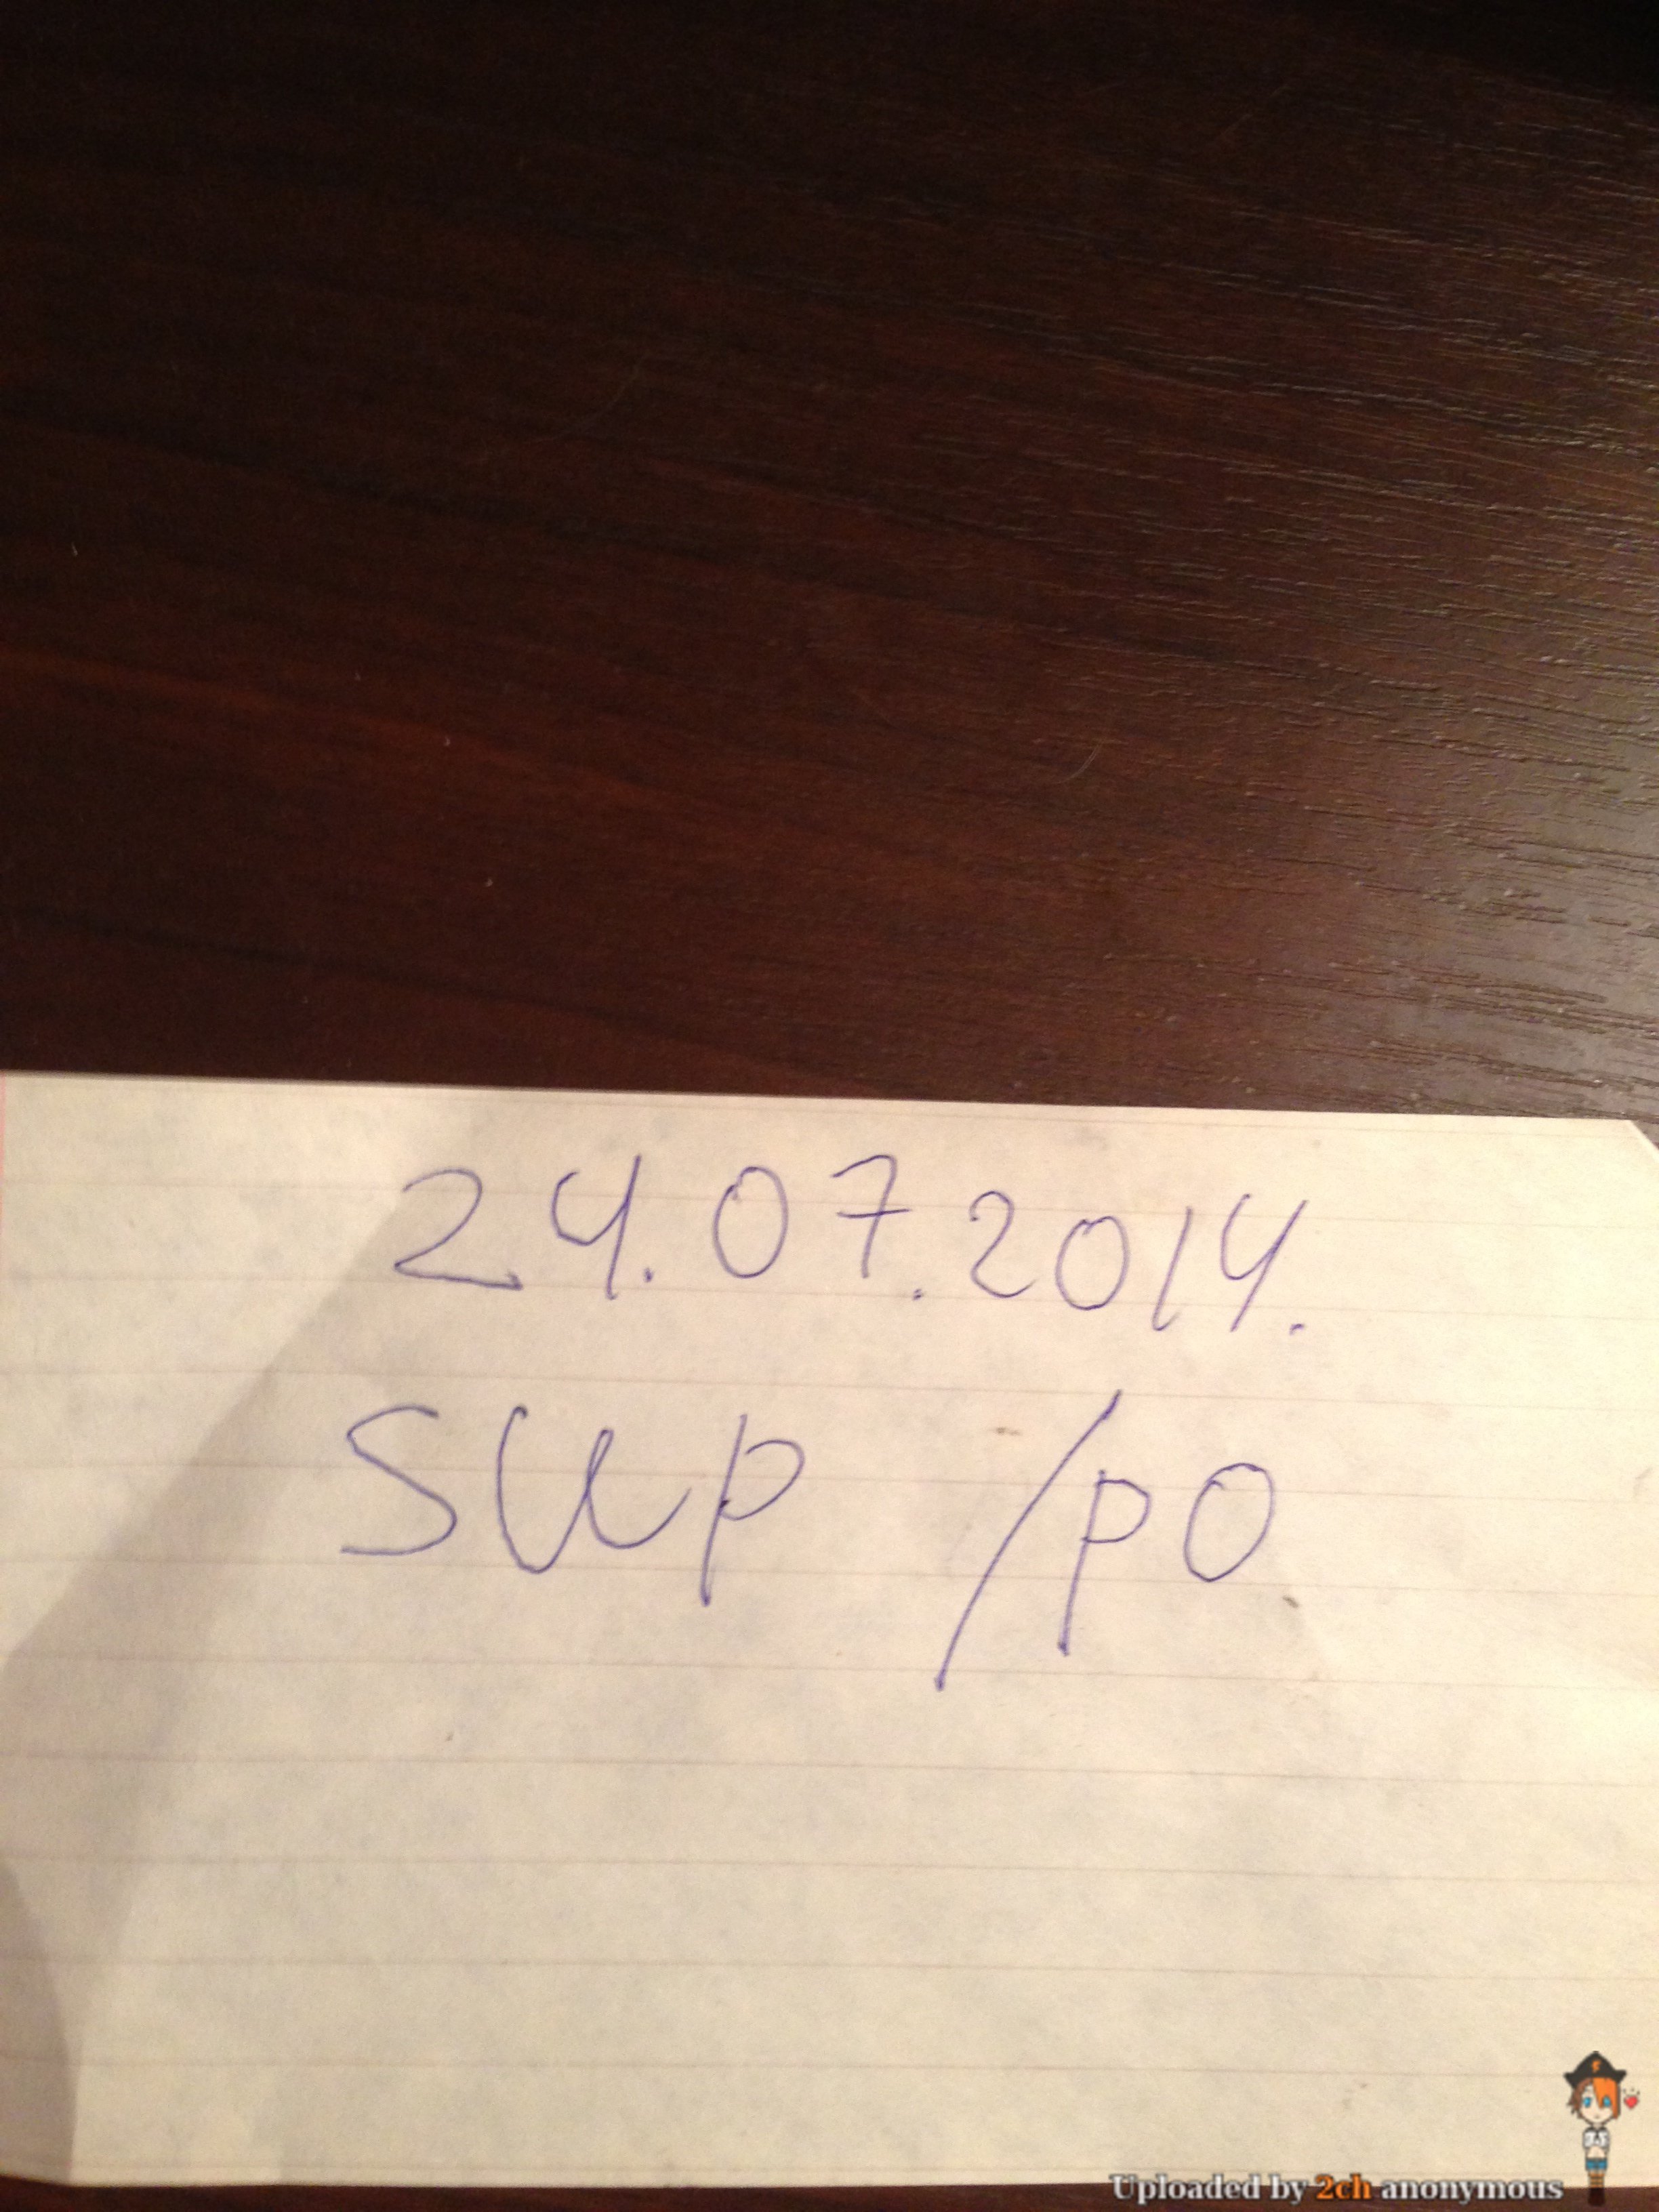 24.07.2014.
sup /po
Uploaded by 2ch anonymous